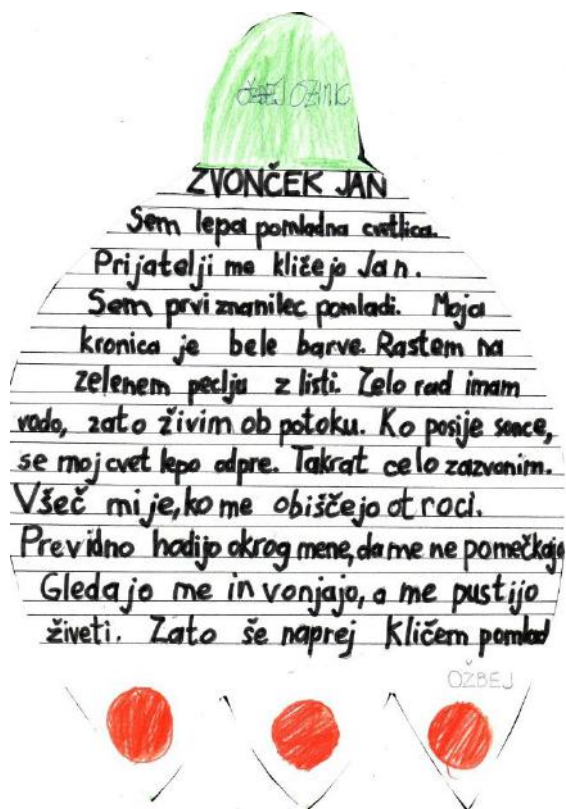 OŽBEJ OZIMIC
ZVONČEK JAN
Sem lepa pomladna cvetlica.
Prijatelji me kličejo Jan.
Sem prvi znanilec pomladi. Moja
kronica je bele barve. Rastem na
zelenem peclju z listi. Zelo rad imam
vodo, zato živim ob potoku. Ko posije sonce,
se moj cvet lepo odpre. Takrat celo zazvonim.
Všeč mi je, ko me obiščejo otroci.
Previdno hodijo okrog mene, da me ne pomečkajo
Gledajo me in vonjajo, a me pustijo
živeti. Zato še naprej kličem pomlad
OŽBEJ